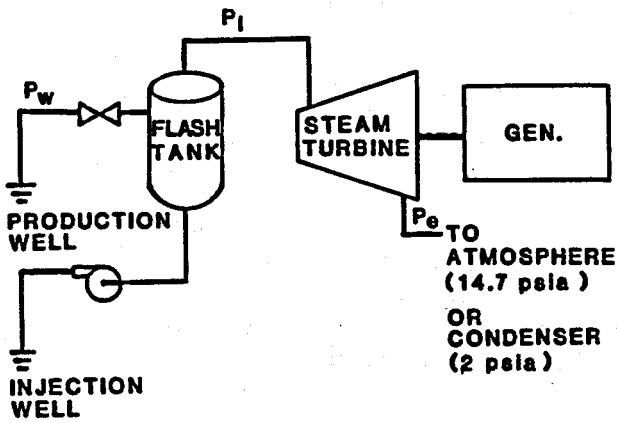 PI
Pw
FLASH
TANK
STEAM
TURBINE
GEN.
PRODUCTION
WELL
Pe
TO
ATMOSPHERE
(14.7 psia)
OR
CONDENSER
(2 psia)
INJECTION
WELL